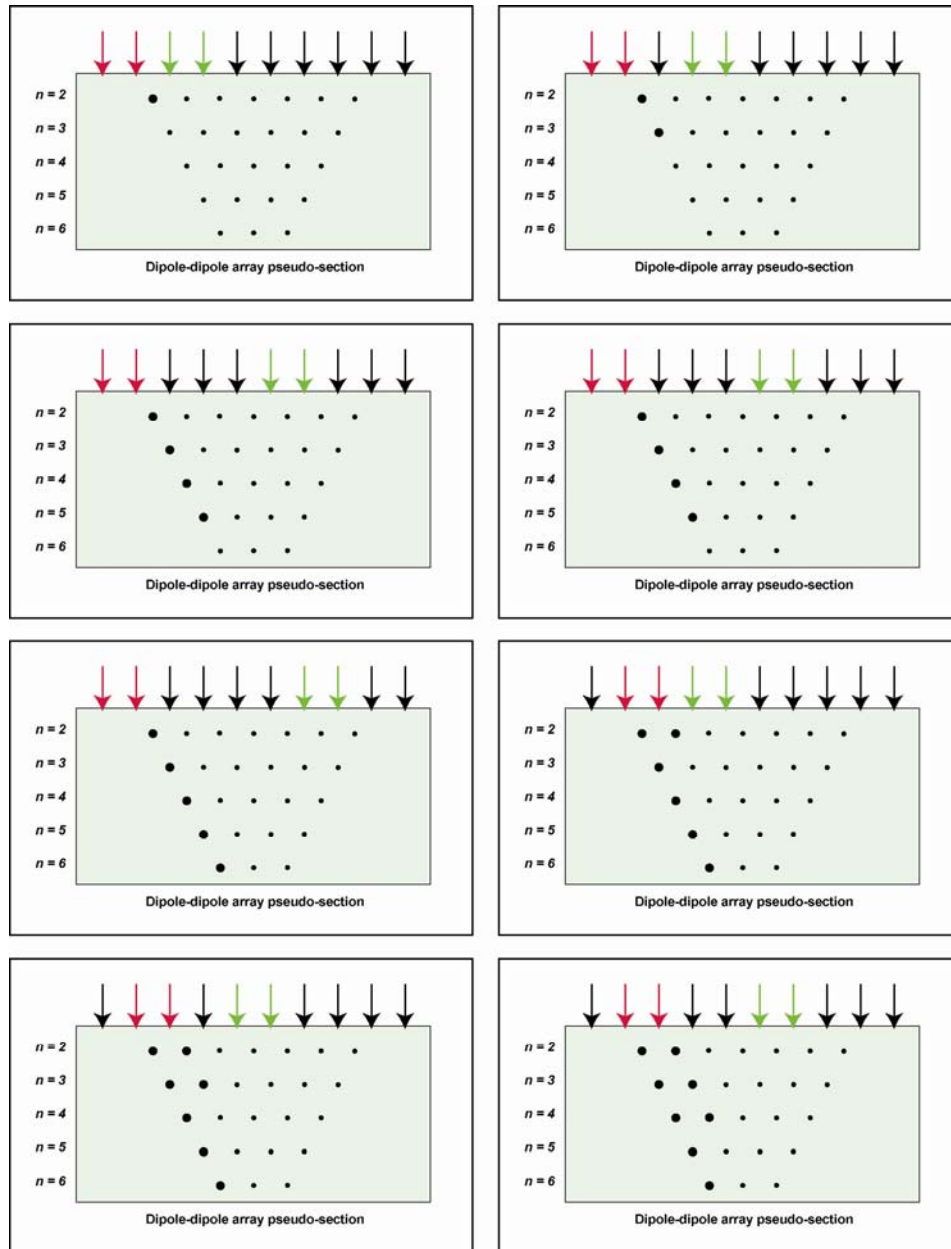 n = 2
n = 3
n = 4
n = 5
n = 6
Dipole-dipole array pseudo-section
n = 2
n = 3
n = 4
n = 5
n = 6
Dipole-dipole array pseudo-section
n = 2
n = 3
n = 4
n = 5
n = 6
Dipole-dipole array pseudo-section
n = 2
n = 3
n = 4
n = 5
n = 6
Dipole-dipole array pseudo-section
n = 2
n = 3
n = 4
n = 5
n = 6
Dipole-dipole array pseudo-section
n = 2
n = 3
n = 4
n = 5
n = 6
Dipole-dipole array pseudo-section
n = 2
n = 3
n = 4
n = 5
n = 6
Dipole-dipole array pseudo-section
n = 2
n = 3
n = 4
n = 5
n = 6
Dipole-dipole array pseudo-section